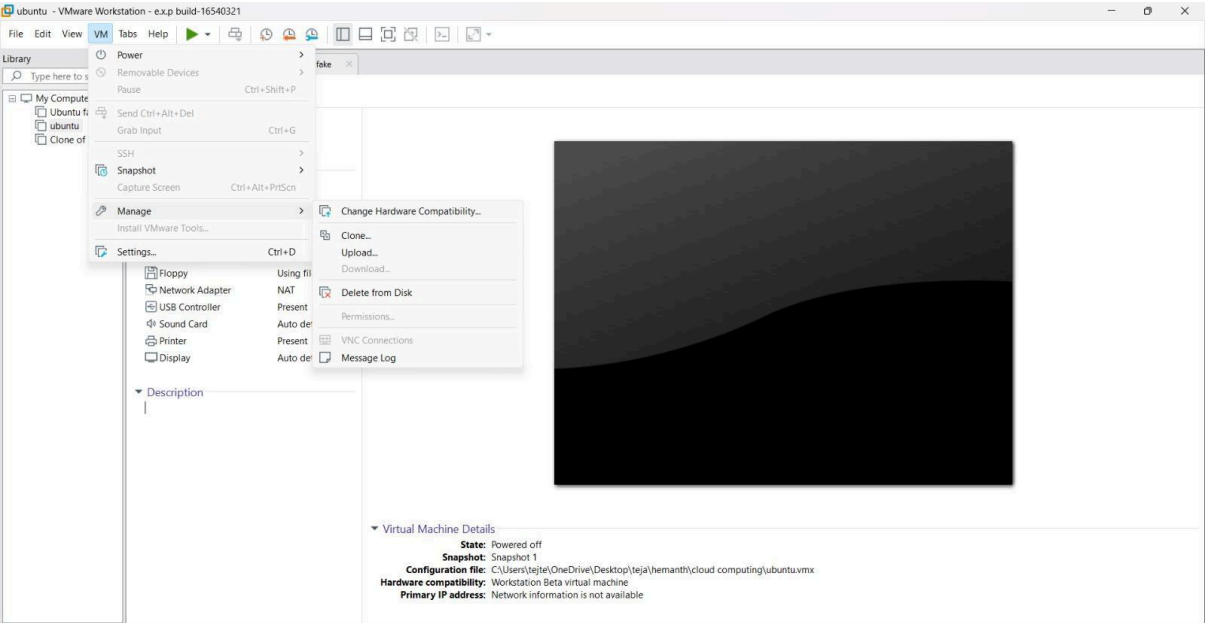 ubuntu - VMware Workstation - e.x.p build-16540321
File Edit View VM Tabs Help
Library
Type here to s
My Compute
Ubuntu fa
ubuntu
Clone of
fake
Power
Removable Devices
Pause Ctrl+Shift+P
Send Ctrl+Alt+Del
Grab Input Ctrl+G
SSH
Snapshot
Capture Screen Ctrl+Alt+PrtScn
Manage
Install VMware Tools...
Settings... Ctrl+D
Change Hardware Compatibility...
Clone...
Upload...
Download...
Delete from Disk
Permissions...
VNC Connections
Message Log
Floppy Using fil
Network Adapter NAT
USB Controller Present
Sound Card Auto det
Printer Present
Display Auto det
Description
Virtual Machine Details
State: Powered off
Snapshot: Snapshot 1
Configuration file: C:\Users\tejte\OneDrive\Desktop\teja\hemanth\cloud computing\ubuntu.vmx
Hardware compatibility: Workstation Beta virtual machine
Primary IP address: Network information is not available